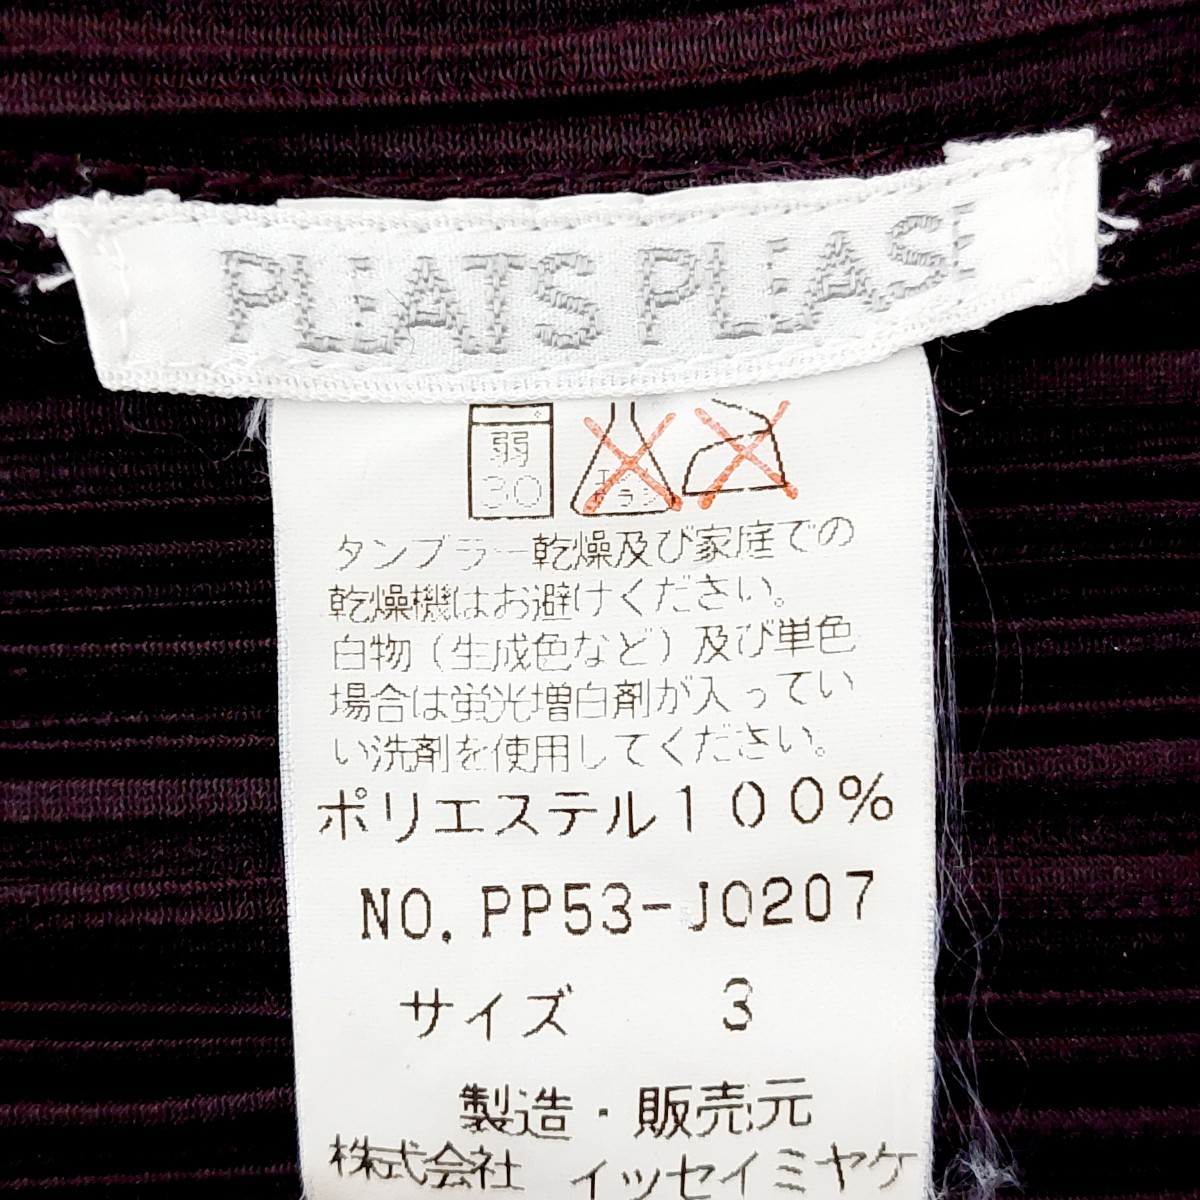 PLEATS PLEASE
弱
30
タンブラー乾燥及び家庭での
乾燥機はお避けください。
白物(生成色など)及び単色
場合は蛍光増白剤が入ってい
い洗剤を使用してください。
ポリエステル100%
NO. PP53-JO207
サイズ 3
製造・販売元
株式会社 イッセイミヤケ